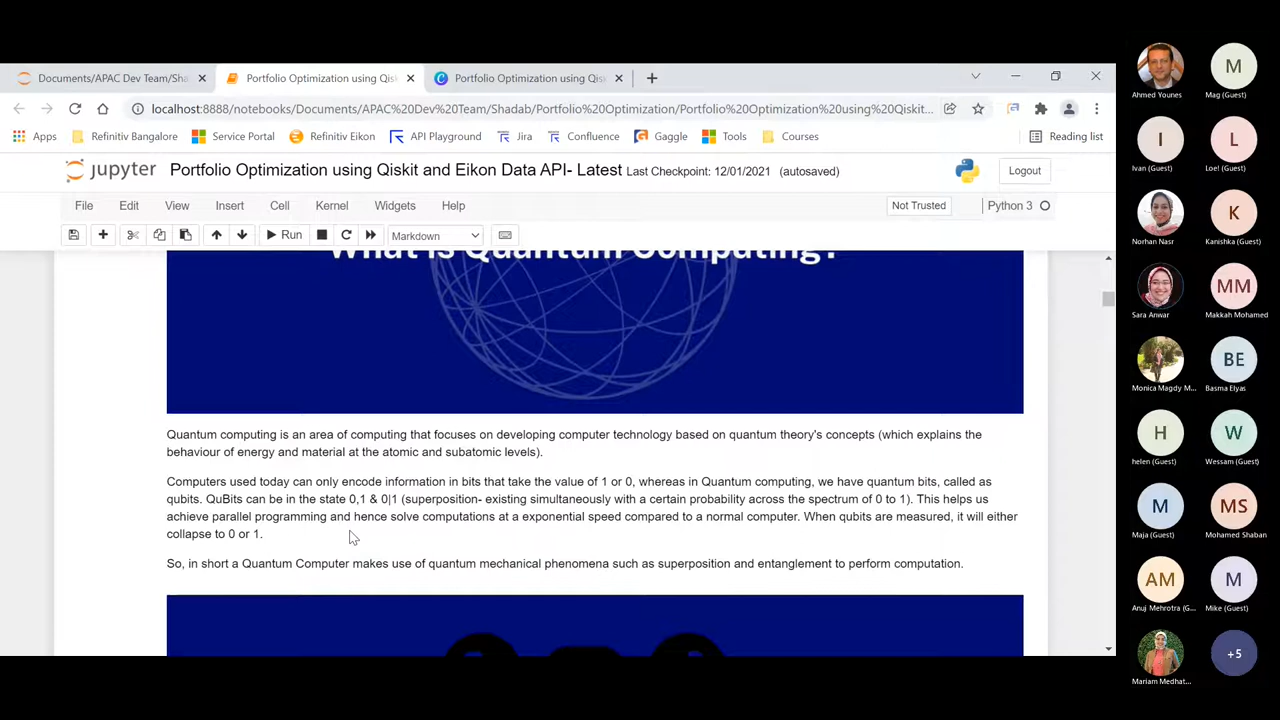 Documents/APAC Dev Team/Sha
Portfolio Optimization using Qisk
Portfolio Optimization using Qisk
localhost:8888/notebooks/Documents/APAC%20Dev%20Team/Shadab/Portfolio%20Optimization/Portfolio%20Optimization%20using%20Qiskit...
Apps
Refinitiv Bangalore
Service Portal
Refinitiv Eikon
API Playground
Jira
Confluence
Kaggle
Tools
Courses
Reading list
jupyter Portfolio Optimization using Qiskit and Eikon Data API- Latest Last Checkpoint: 12/01/2021 (autosaved)
Logout
File Edit View Insert Cell Kernel Widgets Help
Not Trusted
Python 3
Run
Markdown
What is Quantum Computing?
Quantum computing is an area of computing that focuses on developing computer technology based on quantum theory's concepts (which explains the
behaviour of energy and material at the atomic and subatomic levels).
Computers used today can only encode information in bits that take the value of 1 or 0, whereas in Quantum computing, we have quantum bits, called as
qubits. QuBits can be in the state 0,1 & 0|1 (superposition- existing simultaneously with a certain probability across the spectrum of 0 to 1). This helps us
achieve parallel programming and hence solve computations at a exponential speed compared to a normal computer. When qubits are measured, it will either
collapse to 0 or 1.
So, in short a Quantum Computer makes use of quantum mechanical phenomena such as superposition and entanglement to perform computation.
Ahmed Younes
M
Mag (Guest)
I
Ivan (Guest)
L
Loel (Guest)
Norhan Nasr
K
Kanishka (Guest)
Sara Anwar
MM
Makkah Mohamed
Monica Magdy M...
BE
Basma Elyas
H
helen (Guest)
W
Wessam (Guest)
M
Maja (Guest)
MS
Mohamed Shaban
AM
Anuj Mehrotra (G...
M
Mike (Guest)
Mariam Medhat...
+5